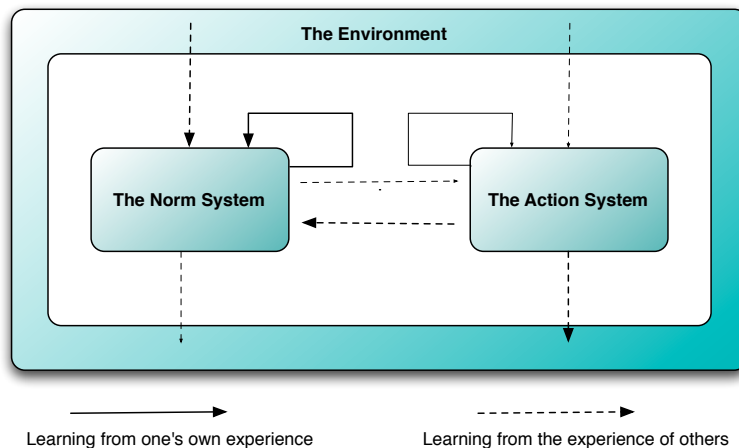 The Environment
The Norm System
The Action System
Learning from one's own experience
Learning from the experience of others